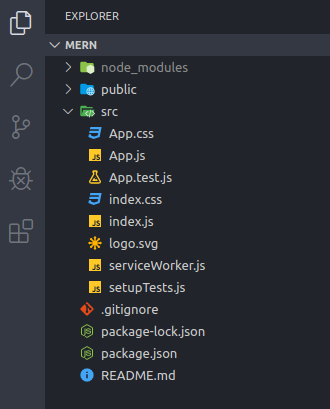 EXPLORER
MERN
node_modules
public
src
App.css
App.js
App.test.js
index.css
index.js
logo.svg
serviceWorker.js
setupTests.js
.gitignore
package-lock.json
package.json
README.md